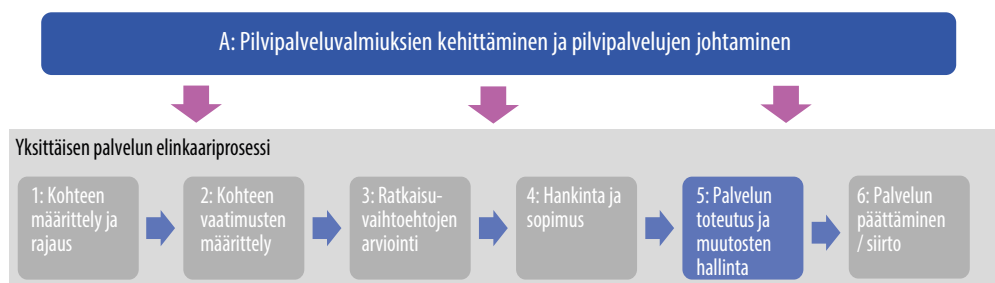 A: Pilvipalveluvalmiuksien kehittäminen ja pilvipalvelujen johtaminen
Yksittäisen palvelun elinkaariprosessi
1: Kohteen
määrittely ja
rajaus
2: Kohteen
vaatimusten
määrittely
3: Ratkaisu-
vaihtoehtojen
arviointi
4: Hankinta ja
sopimus
5: Palvelun
toteutus ja
muutosten
hallinta
6: Palvelun
päättäminen
/ siirto